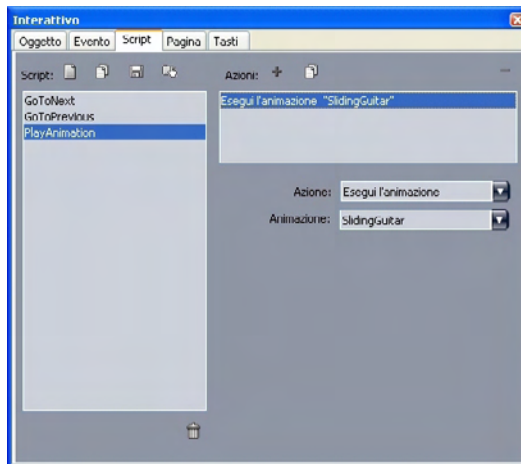 Interattivo
Oggetto Evento Script Pagina Tasti
Script: Azioni:
GoToNext
GoToPrevious
PlayAnimation
Esegui l'animazione "SlidingGuitar"
Azione: Esegui l'animazione
Animazione: SlidingGuitar